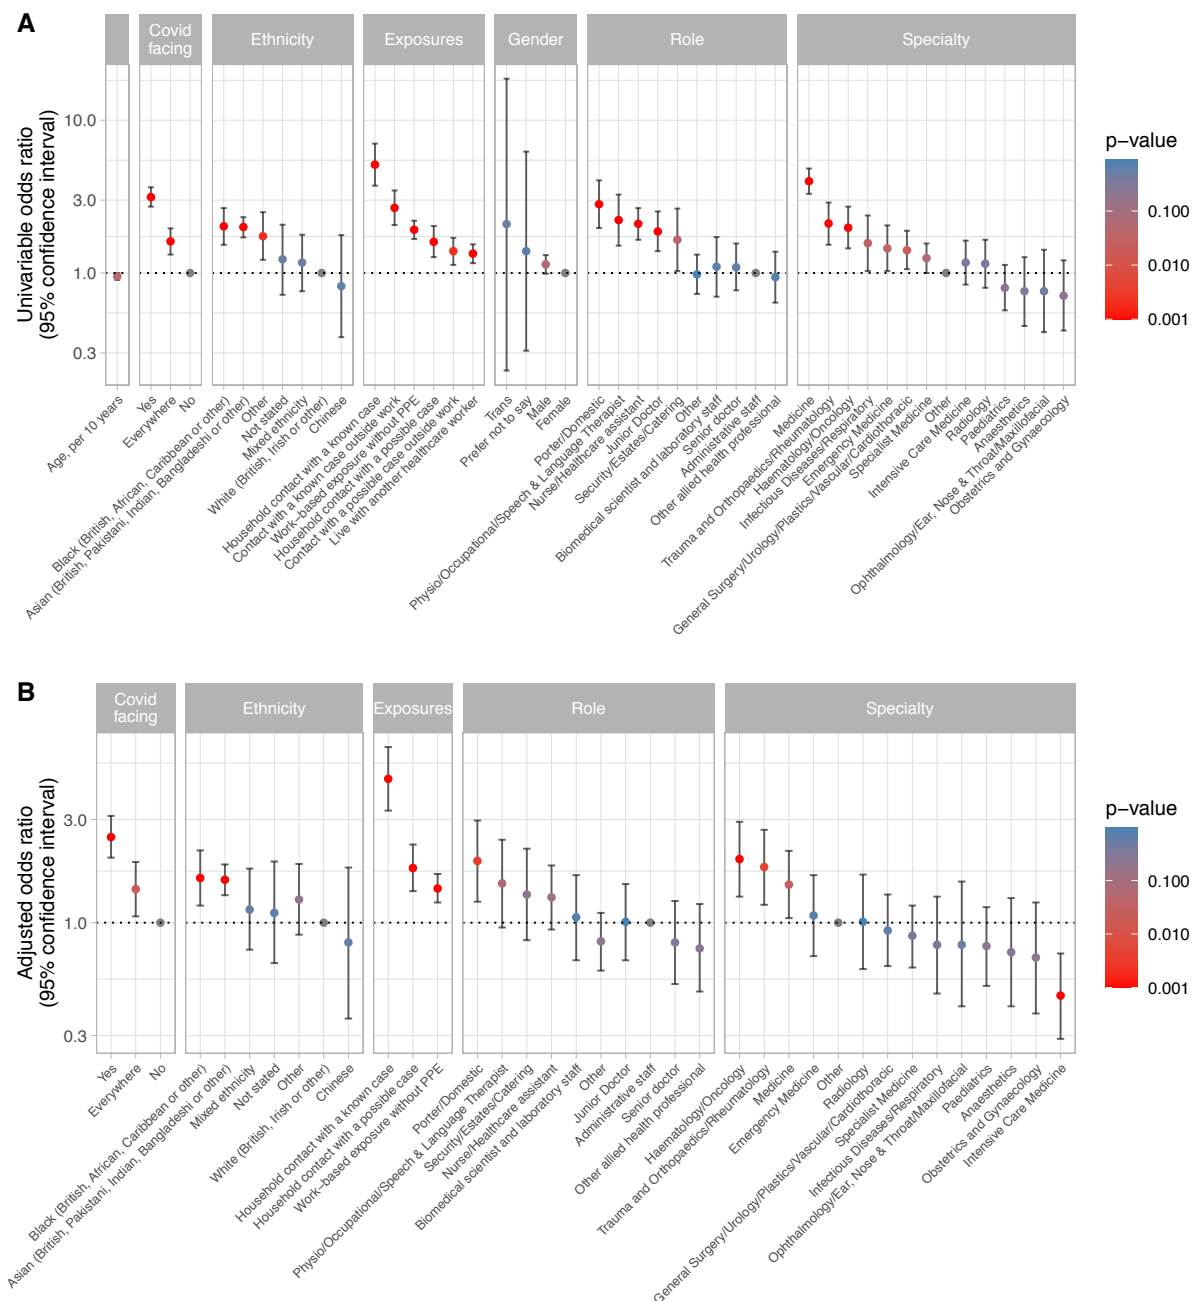 A
Covid
facing
Ethnicity
Exposures
Gender
Role
Specialty
Univariable odds ratio
(95% confidence interval)
10.0
3.0
1.0
0.3
Age, per 10 years
Yes
Everywhere
No
Black (British, African, Caribbean or other)
Asian (British, Pakistani, Indian, Bangladeshi or other)
Other
Not stated
Mixed ethnicity
White (British, Irish or other)
Chinese
Household contact with a known case
Contact with a known case outside work
Work−based exposure without PPE
Household contact with a possible case
Contact with a possible case outside work
Live with another healthcare worker
Trans
Prefer not to say
Male
Female
Porter/Domestic
Physio/Occupational/Speech & Language Therapist
Nurse/Healthcare assistant
Junior Doctor
Security/Estates/Catering
Other
Biomedical scientist and laboratory staff
Senior doctor
Administrative staff
Other allied health professional
Medicine
Trauma and Orthopaedics/Rheumatology
Haematology/Oncology
Infectious Diseases/Respiratory
Emergency Medicine
General Surgery/Urology/Plastics/Vascular/Cardiothoracic
Specialist Medicine
Other
Intensive Care Medicine
Radiology
Paediatrics
Anaesthetics
Ophthalmology/Ear, Nose & Throat/Maxillofacial
Obstetrics and Gynaecology
p−value
0.100
0.010
0.001
B
Covid
facing
Ethnicity
Exposures
Role
Specialty
Adjusted odds ratio
(95% confidence interval)
3.0
1.0
0.3
Yes
Everywhere
No
Black (British, African, Caribbean or other)
Asian (British, Pakistani, Indian, Bangladeshi or other)
Mixed ethnicity
Not stated
Other
White (British, Irish or other)
Chinese
Household contact with a known case
Household contact with a possible case
Work−based exposure without PPE
Porter/Domestic
Physio/Occupational/Speech & Language Therapist
Security/Estates/Catering
Nurse/Healthcare assistant
Biomedical scientist and laboratory staff
Other
Junior Doctor
Administrative staff
Senior doctor
Other allied health professional
Haematology/Oncology
Trauma and Orthopaedics/Rheumatology
Medicine
Emergency Medicine
Other
Radiology
General Surgery/Urology/Plastics/Vascular/Cardiothoracic
Specialist Medicine
Infectious Diseases/Respiratory
Ophthalmology/Ear, Nose & Throat/Maxillofacial
Paediatrics
Anaesthetics
Obstetrics and Gynaecology
Intensive Care Medicine
p−value
0.100
0.010
0.001